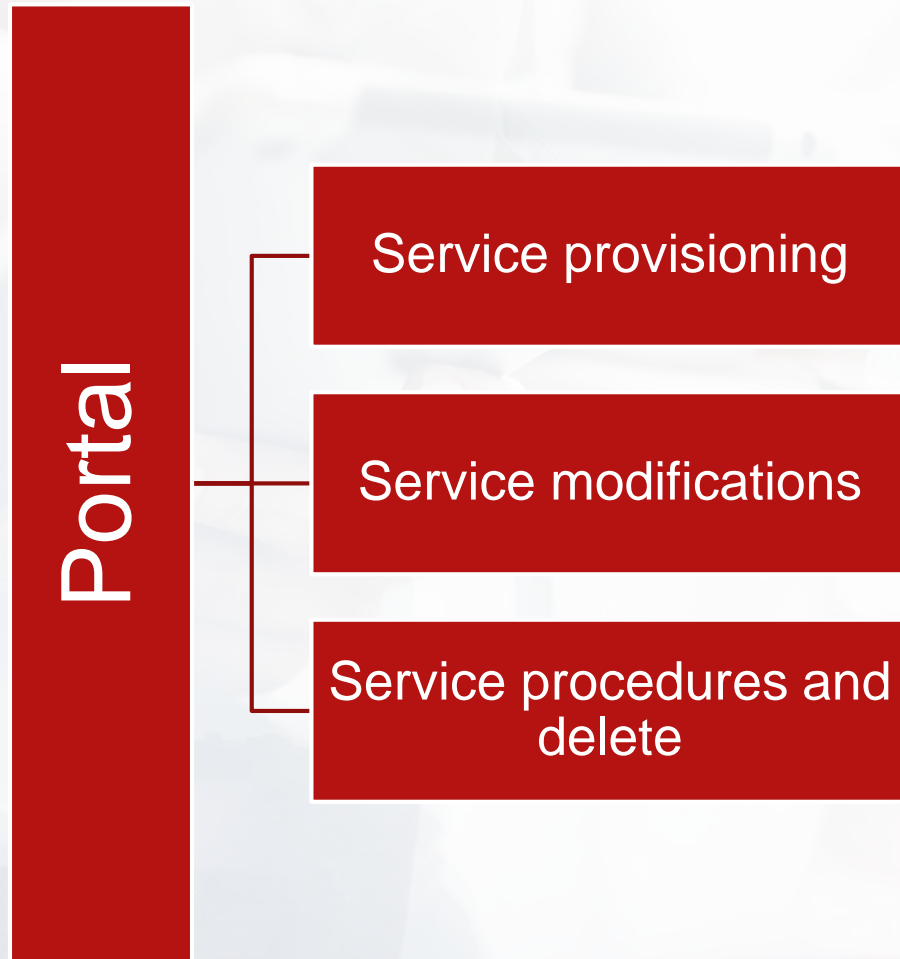 Portal
Service provisioning
Service modifications
Service procedures and
delete